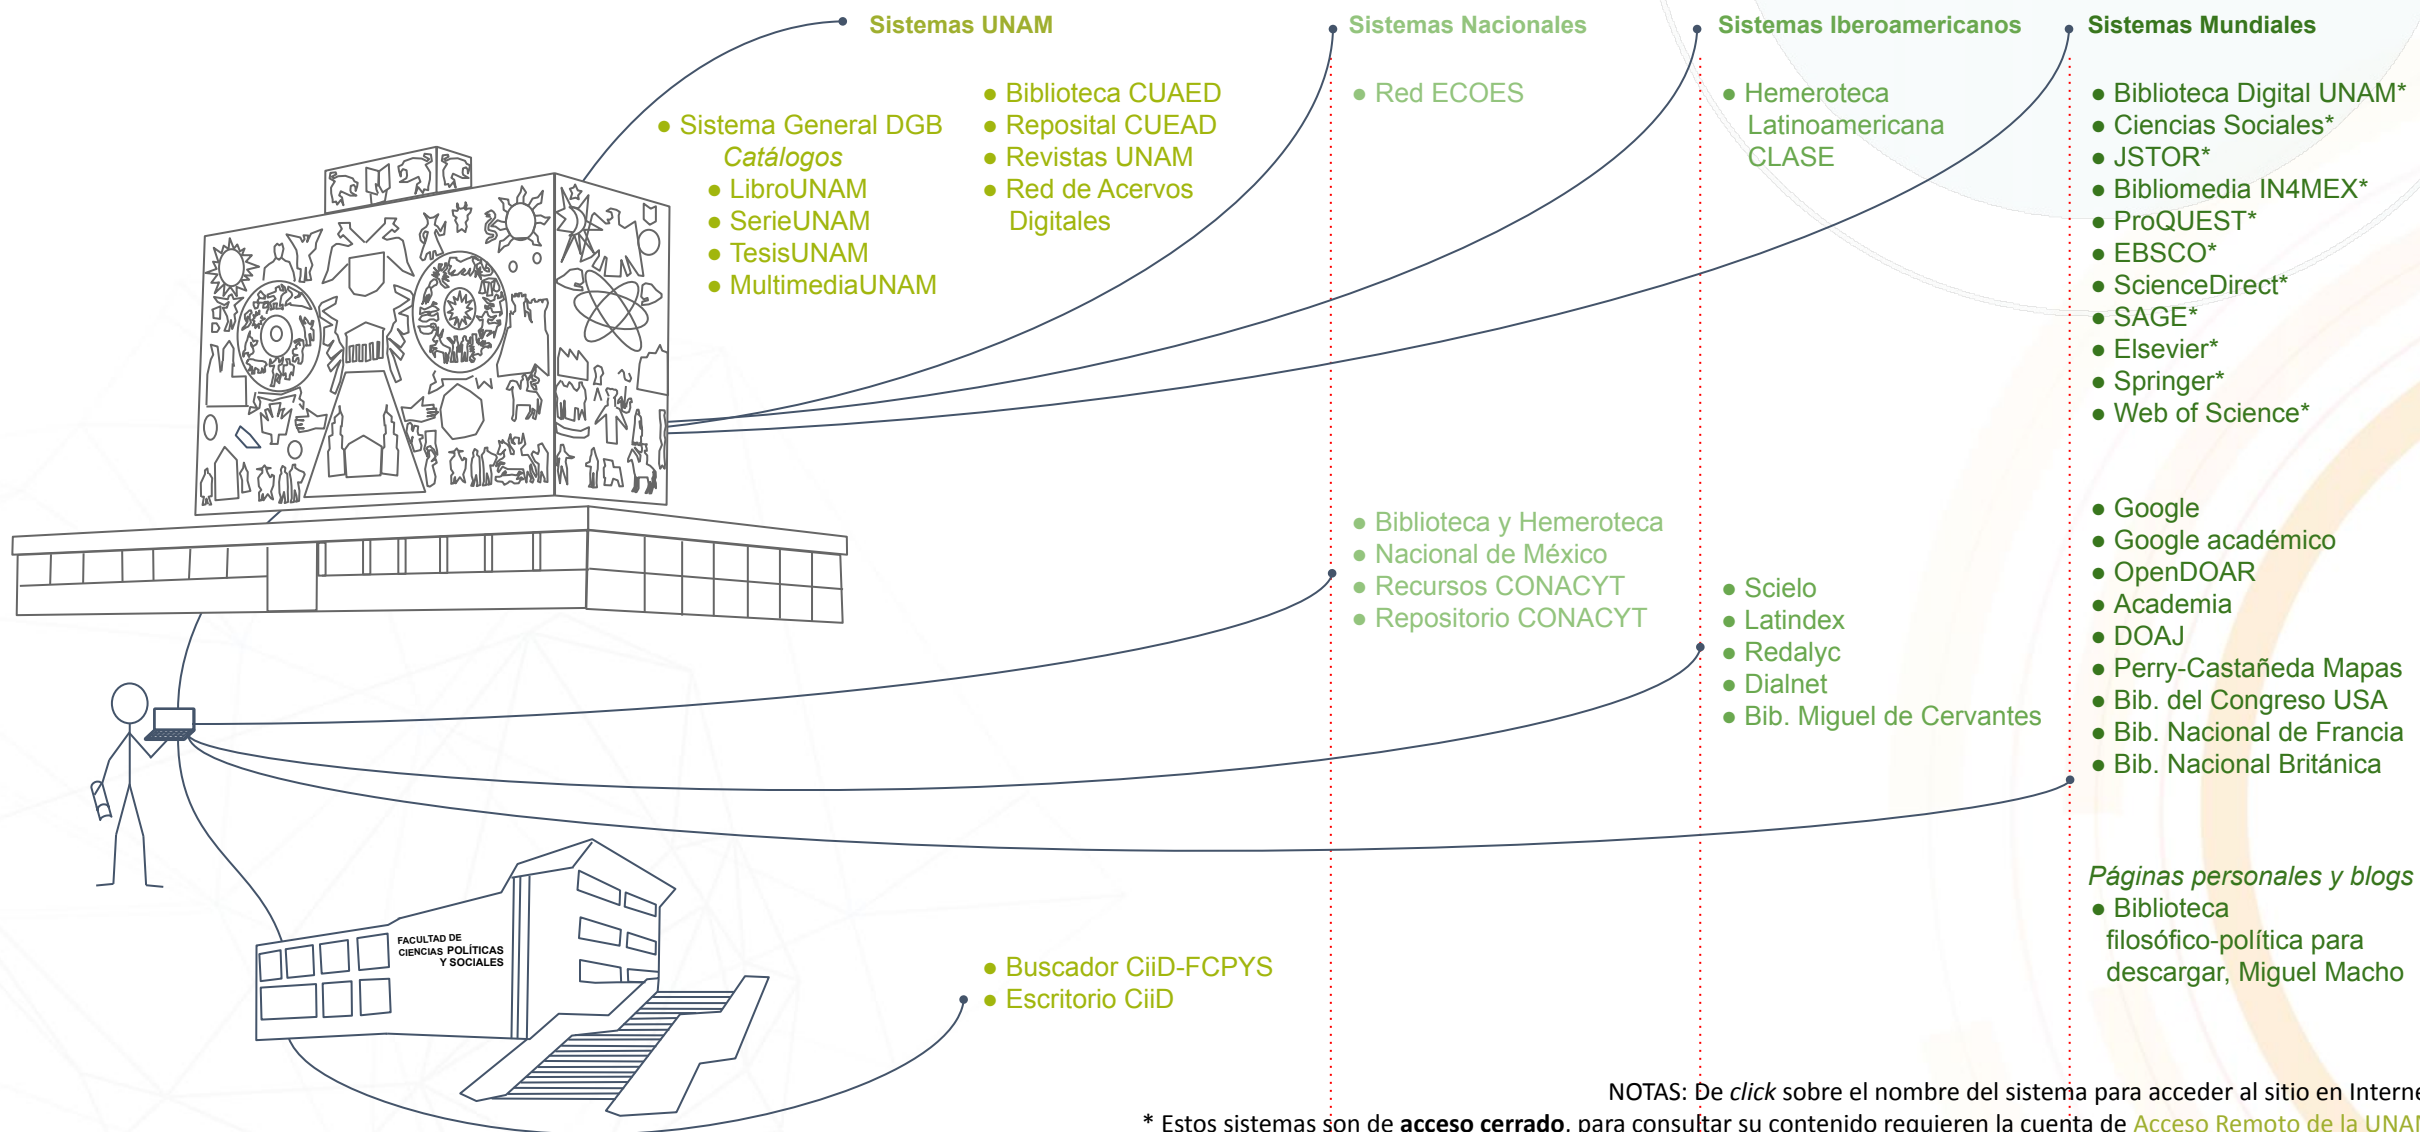 Sistemas UNAM
● Sistema General DGB
Catálogos
● LibroUNAM
● SerieUNAM
● TesisUNAM
● MultimediaUNAM
● Biblioteca CUAED
● Reposital CUEAD
● Revistas UNAM
● Red de Acervos
Digitales
Sistemas Nacionales
● Red ECOES
● Biblioteca y Hemeroteca
● Nacional de México
● Recursos CONACYT
● Repositorio CONACYT
Sistemas Iberoamericanos
● Hemeroteca
Latinoamericana
CLASE
● Scielo
● Latindex
● Redalyc
● Dialnet
● Bib. Miguel de Cervantes
Sistemas Mundiales
● Biblioteca Digital UNAM*
● Ciencias Sociales*
● JSTOR*
● Bibliomedia IN4MEX*
● ProQUEST*
● EBSCO*
● ScienceDirect*
● SAGE*
● Elsevier*
● Springer*
● Web of Science*
● Google
● Google académico
● OpenDOAR
● Academia
● DOAJ
● Perry-Castañeda Mapas
● Bib. del Congreso USA
● Bib. Nacional de Francia
● Bib. Nacional Británica
Páginas personales y blogs
● Biblioteca
filosófico-política para
descargar, Miguel Macho
FACULTAD DE
CIENCIAS POLÍTICAS
Y SOCIALES
● Buscador CiiD-FCPYS
● Escritorio CiiD
NOTAS: De click sobre el nombre del sistema para acceder al sitio en Interne
* Estos sistemas son de acceso cerrado, para consultar su contenido requieren la cuenta de Acceso Remoto de la UNAM